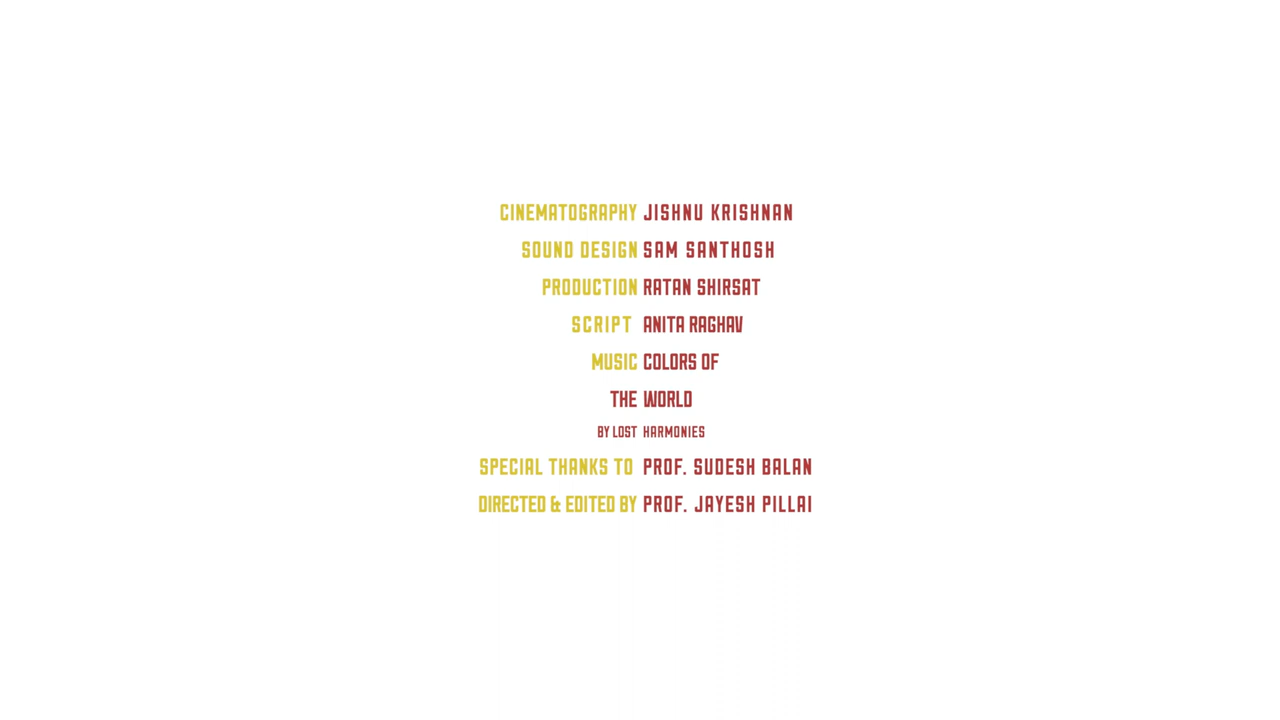 CINEMATOGRAPHY JISHNU KRISHNAN
SOUND DESIGN SAM SANTHOSH
PRODUCTION RATAN SHIRSAT
SCRIPT ANITA RAGHAV
MUSIC COLORS OF
THE WORLD
BY LOST HARMONIES
SPECIAL THANKS TO PROF. SUDESH BALAN
DIRECTED & EDITED BY PROF. JAYESH PILLAI